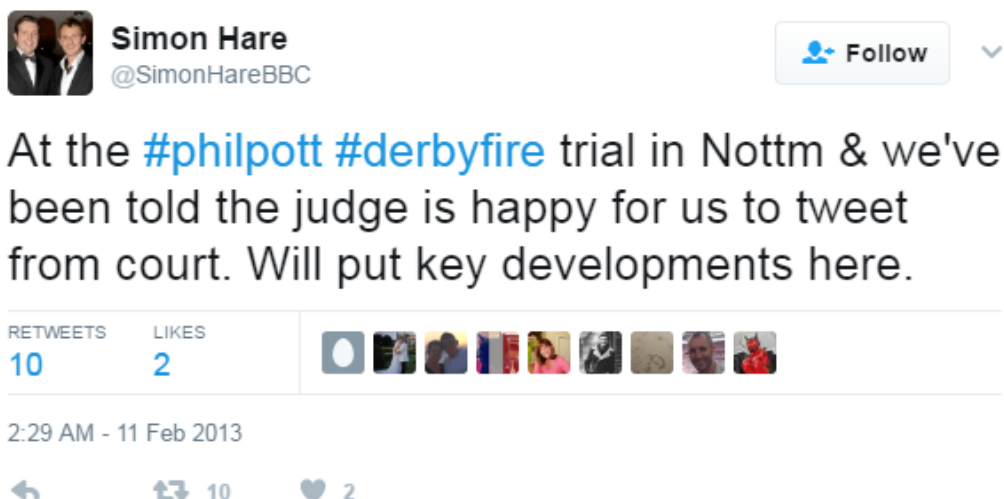 Simon Hare
@SimonHareBBC
Follow
At the #philpott #derbyfire trial in Nottm & we've
been told the judge is happy for us to tweet
from court. Will put key developments here.
RETWEETS LIKES
10 2
2:29 AM - 11 Feb 2013
10 2